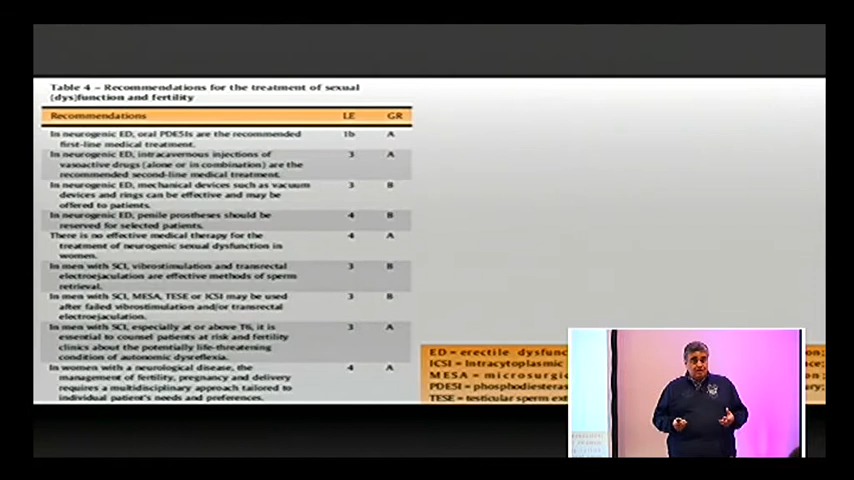 Table 4 – Recommendations for the treatment of sexual
(dys)function and fertility
Recommendations LE GR
In neurogenic ED, oral PDE5Is are the recommended 1b A
first-line medical treatment.
In neurogenic ED, intracavernous injections of 3 A
vasoactive drugs (alone or in combination) are the
recommended second-line medical treatment.
In neurogenic ED, mechanical devices such as vacuum 3 B
devices and rings can be effective and may be
offered to patients.
In neurogenic ED, penile prostheses should be 4 B
reserved for selected patients.
There is no effective medical therapy for the 4 A
treatment of neurogenic sexual dysfunction in
women.
In men with SCI, vibrostimulation and transrectal 3 B
electroejaculation are effective methods of sperm
retrieval.
In men with SCI, MESA, TESE or ICSI may be used 3 B
after failed vibrostimulation and/or transrectal
electroejaculation.
In men with SCI, especially at or above T6, it is 3 A
essential to counsel patients at risk and fertility
clinics about the potentially life-threatening
condition of autonomic dysreflexia.
In women with a neurological disease, the 4 A
management of fertility, pregnancy and delivery
requires a multidisciplinary approach tailored to
individual patient's needs and preferences.
ED = erectile dysfunc
ICSI = Intracytoplasmic
MESA = microsurgi
PDESI = phosphodiesteras
TESE = testicular sperm ext